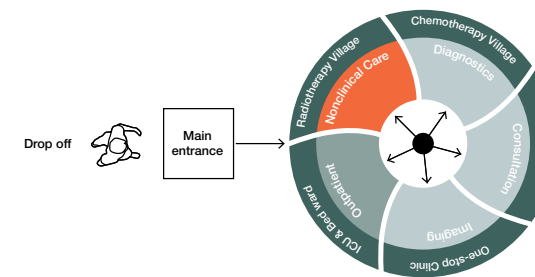 Drop off
Main
entrance
Radiotherapy Village
Nonclinical Care
Chemotherapy Village
Diagnostics
Consultation
Imaging
One-stop Clinic
Outpatient
ICU & Bed ward